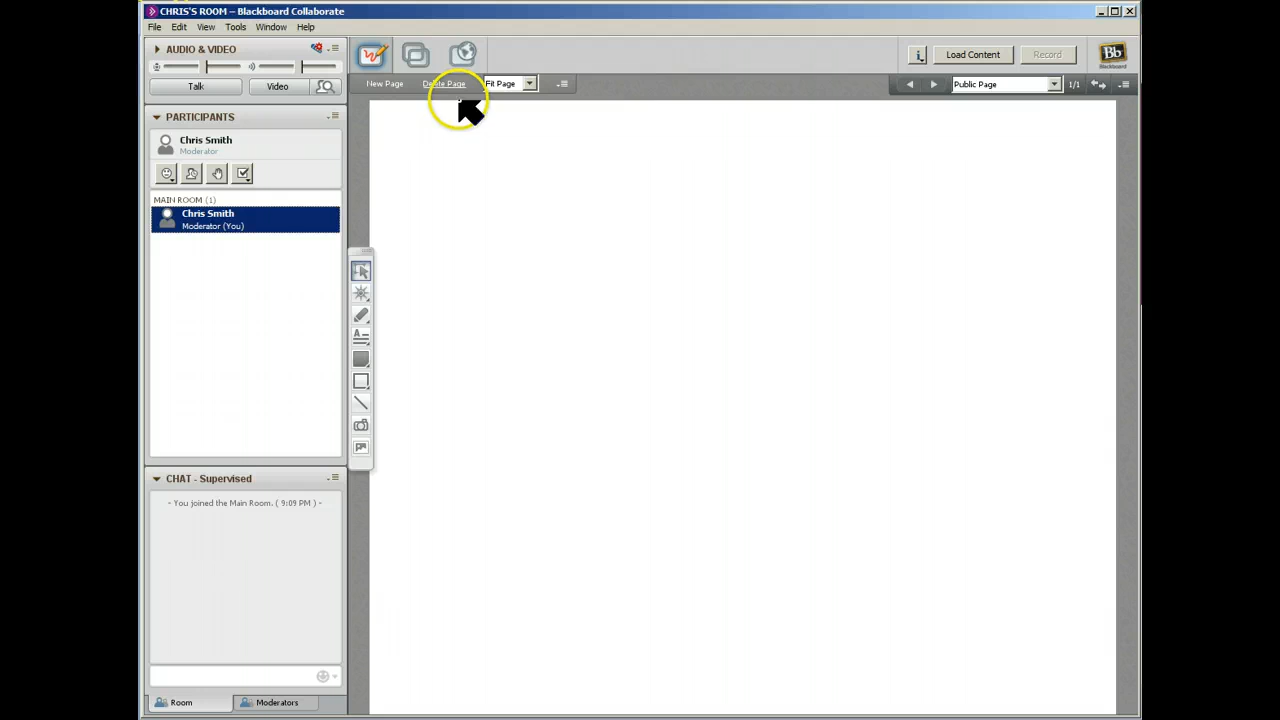 CHRIS'S ROOM – Blackboard Collaborate
File Edit View Tools Window Help
AUDIO & VIDEO
Talk Video
PARTICIPANTS
Chris Smith
Moderator
MAIN ROOM (1)
Chris Smith
Moderator (You)
CHAT - Supervised
- You joined the Main Room. ( 9:09 PM ) -
Room Moderators
Load Content Record
Bb
Blackboard
New Page Delete Page Fit Page
Public Page 1/1